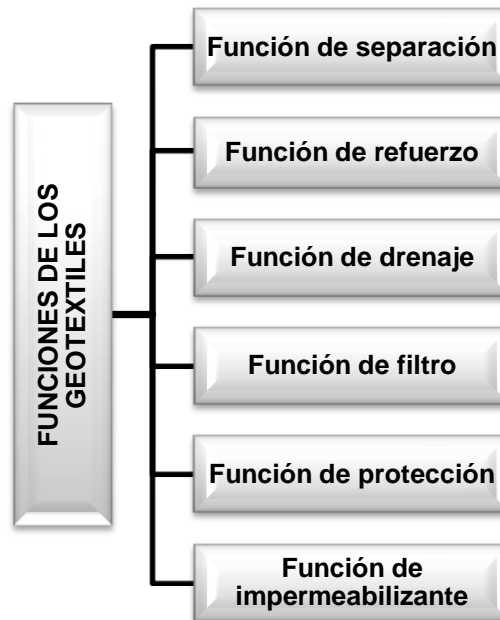 FUNCIONES DE LOS
GEOTEXTILES
Función de separación
Función de refuerzo
Función de drenaje
Función de filtro
Función de protección
Función de
impermeabilizante